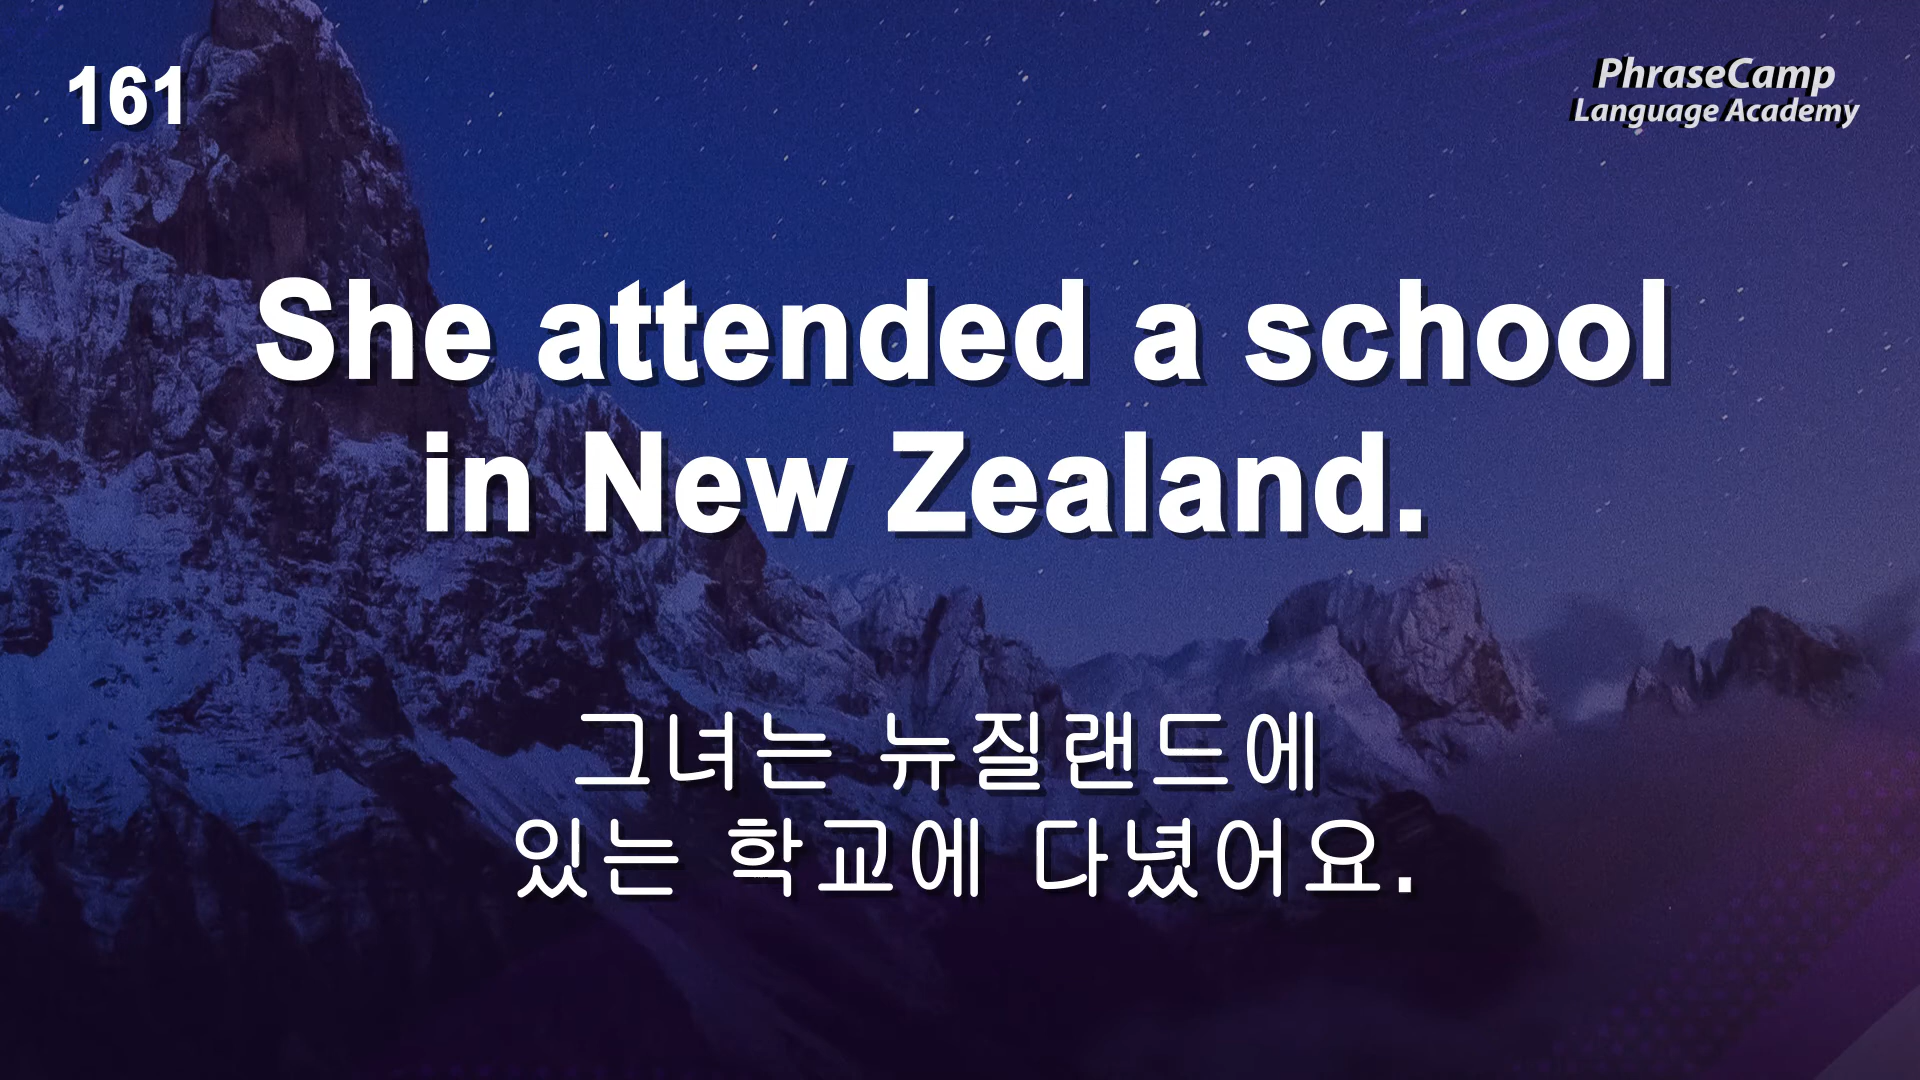 161
PhraseCamp
Language Academy
She attended a school
in New Zealand.
그녀는 뉴질랜드에
있는 학교에 다녔어요.